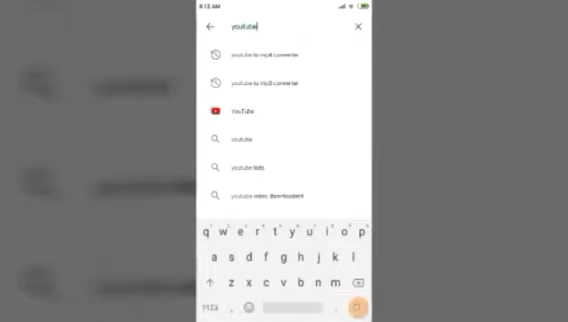 8:12 AM
youtube
youtube to mp4 converter
youtube to mp3 converter
YouTube
youtube
youtube kids
youtube video downloaders
q w e r t y u i o p
a s d f g h j k l
z x c v b n m
?123 , .